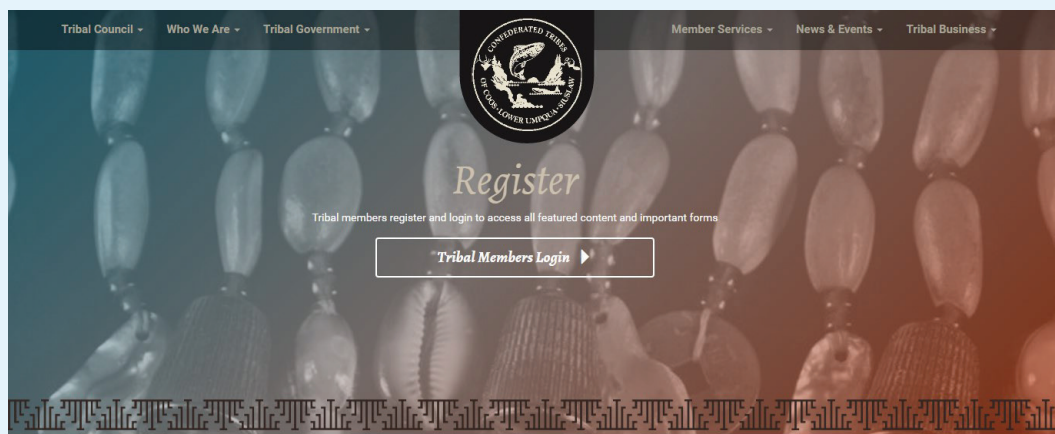 Tribal Council
Who We Are
Tribal Government
CONFEDERATED TRIBES
OF COOS · LOWER UMPQUA · SIUSLAW
Member Services
News & Events
Tribal Business
Register
Tribal members register and login to access all featured content and important forms
Tribal Members Login